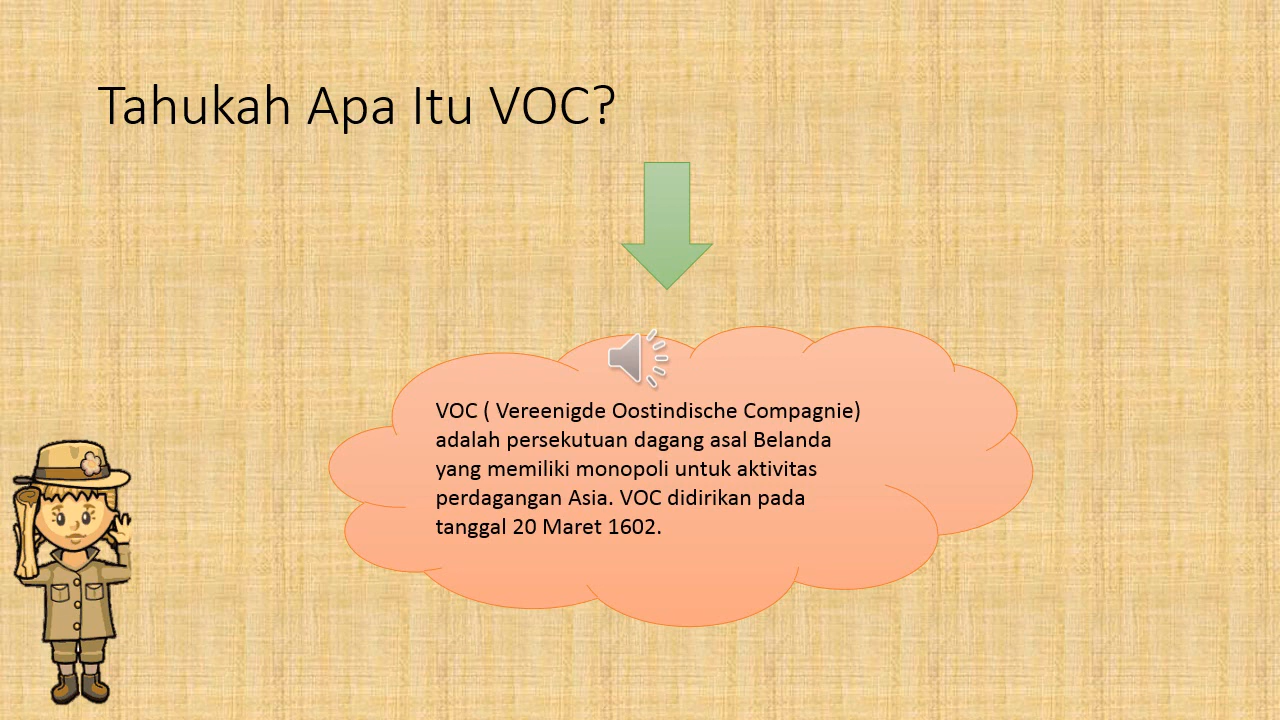 Tahukah Apa Itu VOC?
VOC ( Vereenigde Oostindische Compagnie)
adalah persekutuan dagang asal Belanda
yang memiliki monopoli untuk aktivitas
perdagangan Asia. VOC didirikan pada
tanggal 20 Maret 1602.